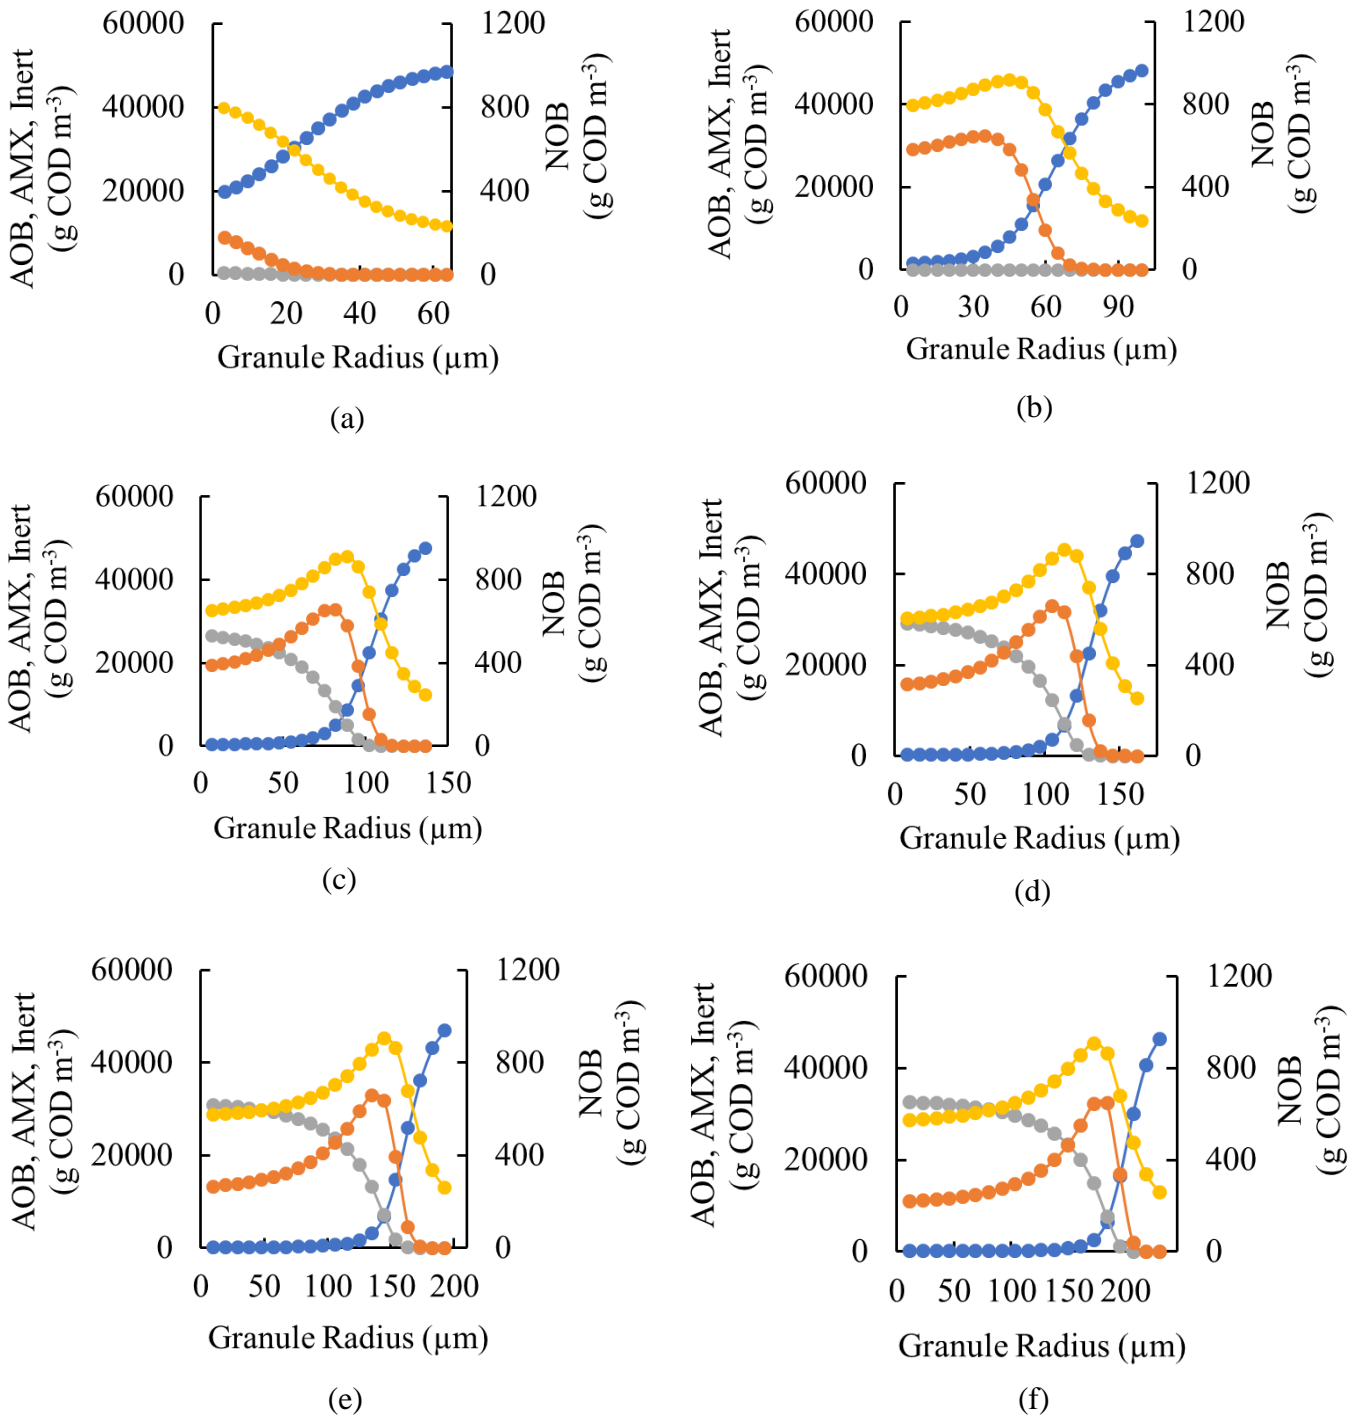 60000
40000
20000
0
AOB, AMX, Inert
(g COD m-3)
1200
800
400
0
NOB
(g COD m-3)
0 20 40 60
Granule Radius (µm)
(a)
60000
40000
20000
0
AOB, AMX, Inert
(g COD m-3)
1200
800
400
0
NOB
(g COD m-3)
0 30 60 90
Granule Radius (µm)
(b)
60000
40000
20000
0
AOB, AMX, Inert
(g COD m-3)
1200
800
400
0
NOB
(g COD m-3)
0 50 100 150
Granule Radius (µm)
(c)
60000
40000
20000
0
AOB, AMX, Inert
(g COD m-3)
1200
800
400
0
NOB
(g COD m-3)
0 50 100 150
Granule Radius (µm)
(d)
60000
40000
20000
0
AOB, AMX, Inert
(g COD m-3)
1200
800
400
0
NOB
(g COD m-3)
0 50 100 150 200
Granule Radius (µm)
(e)
60000
40000
20000
0
AOB, AMX, Inert
(g COD m-3)
1200
800
400
0
NOB
(g COD m-3)
0 50 100 150 200
Granule Radius (µm)
(f)